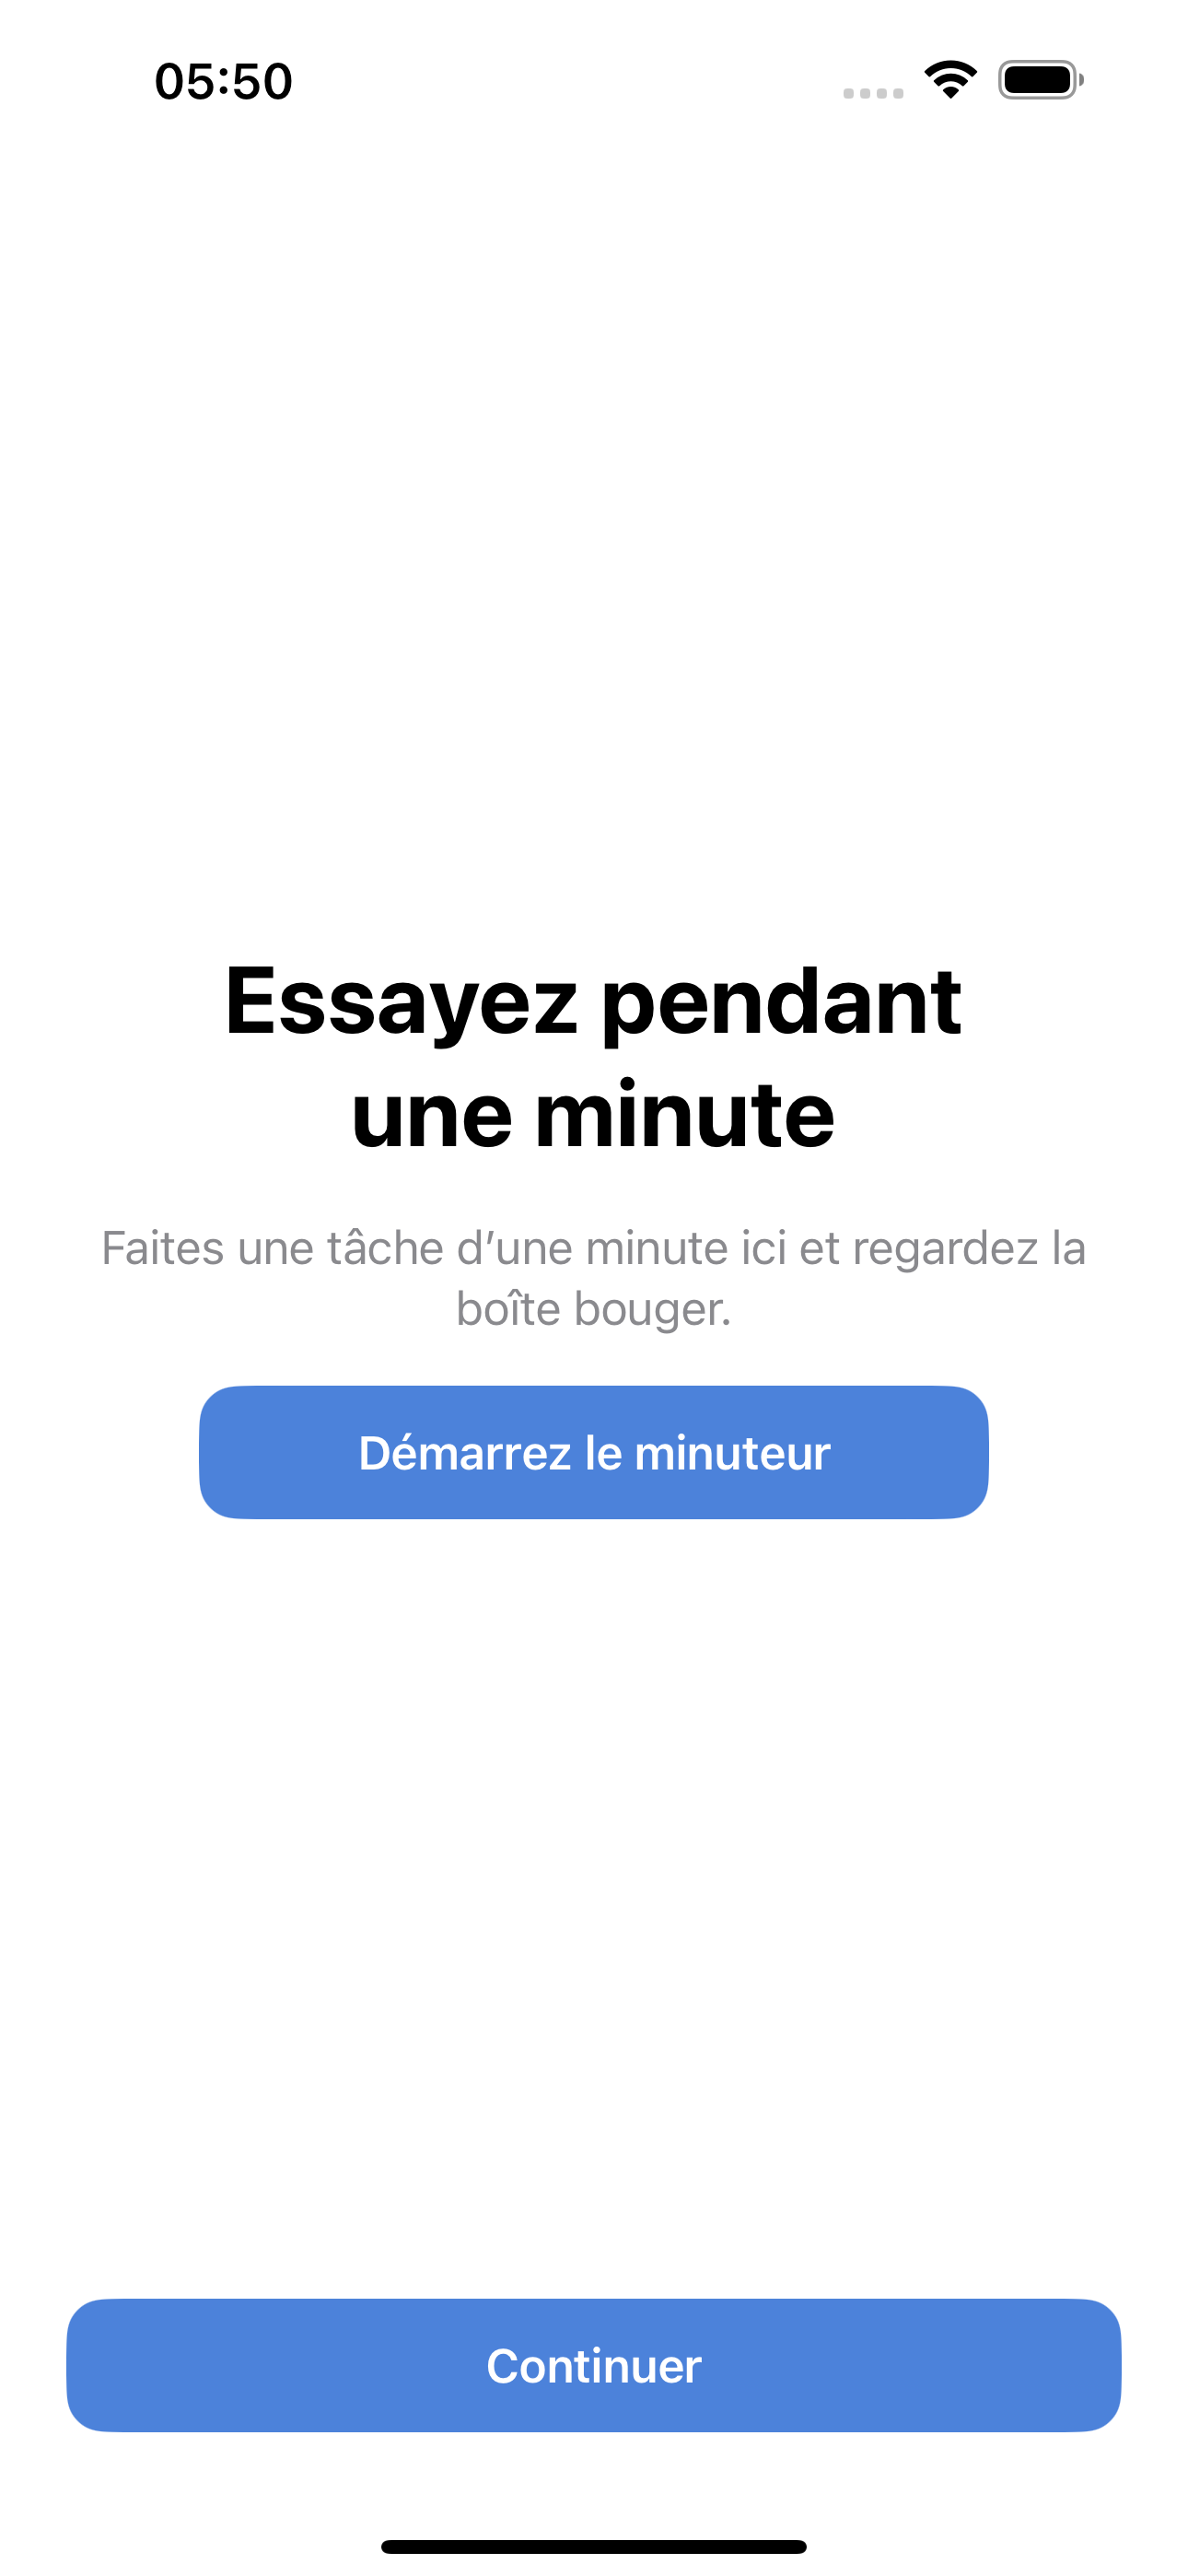 05:50
Essayez pendant
une minute
Faites une tâche d’une minute ici et regardez la
boîte bouger.
Démarrez le minuteur
Continuer